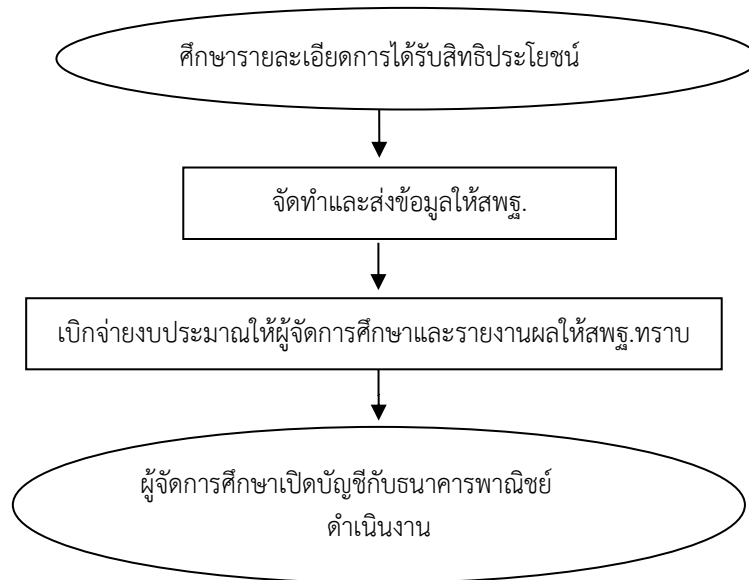 ศึกษารายละเอียดการได้รับสิทธิประโยชน์
จัดทำและส่งข้อมูลให้สพฐ.
เบิกจ่ายงบประมาณให้ผู้จัดการศึกษาและรายงานผลให้สพฐ.ทราบ
ผู้จัดการศึกษาเปิดบัญชีกับธนาคารพาณิชย์
ดำเนินงาน